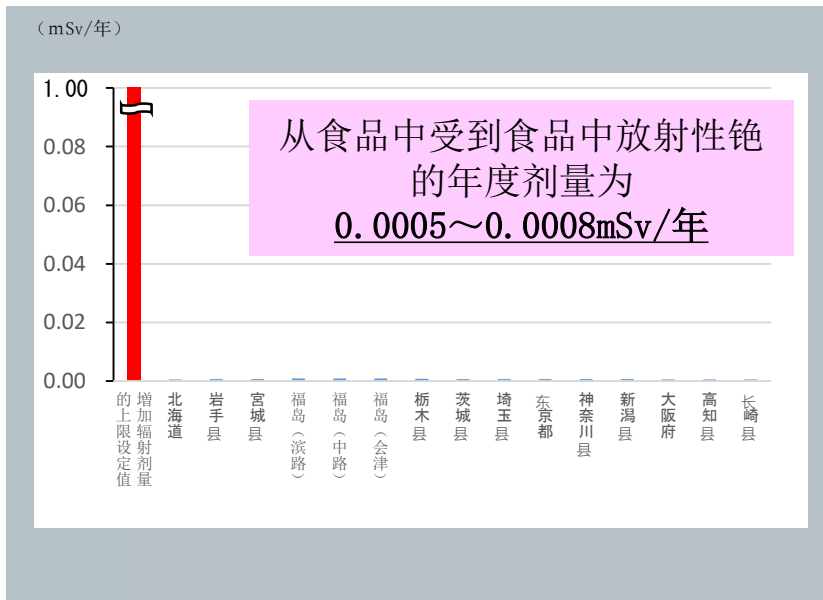 （mSv/年）
1.00
0.08
0.06
0.04
0.02
0.00
从食品中受到食品中放射性铯
的年度剂量为
0.0005～0.0008mSv/年
增加辐射剂量
的上限设定值
北海道
岩手县
宮城县
福岛（滨路）
福岛（中路）
福岛（会津）
栃木县
茨城县
埼玉县
东京都
神奈川县
新潟县
大阪府
高知县
长崎县